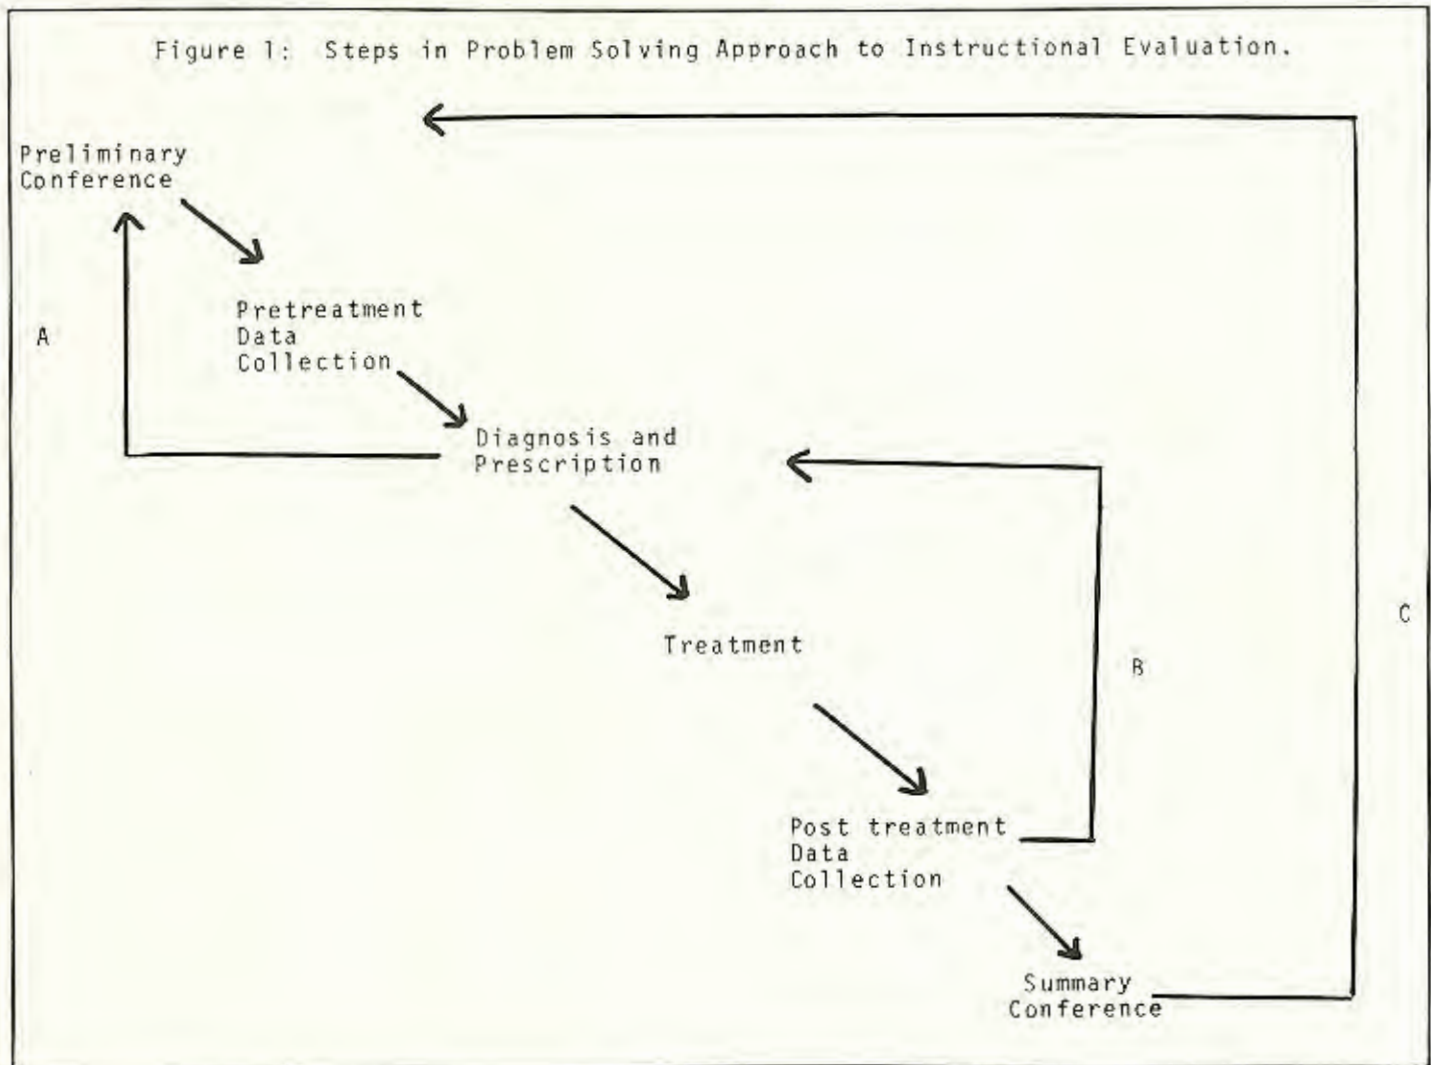 Figure 1: Steps in Problem Solving Approach to Instructional Evaluation.
Preliminary
Conference
Pretreatment
Data
Collection
A
Diagnosis and
Prescription
Treatment
C
B
Post treatment
Data
Collection
Summary
Conference